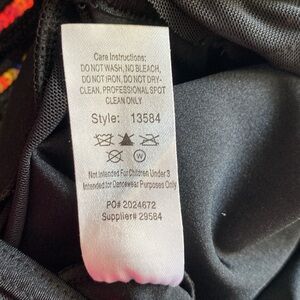 Care Instructions:
DO NOT WASH, NO BLEACH,
DO NOT IRON, DO NOT DRY-
CLEAN, PROFESSIONAL SPOT
CLEAN ONLY
Style: 13584
W
Not Intended For Children Under 3
Intended for Dancewear Purposes Only
PO# 2024672
Supplier# 29584